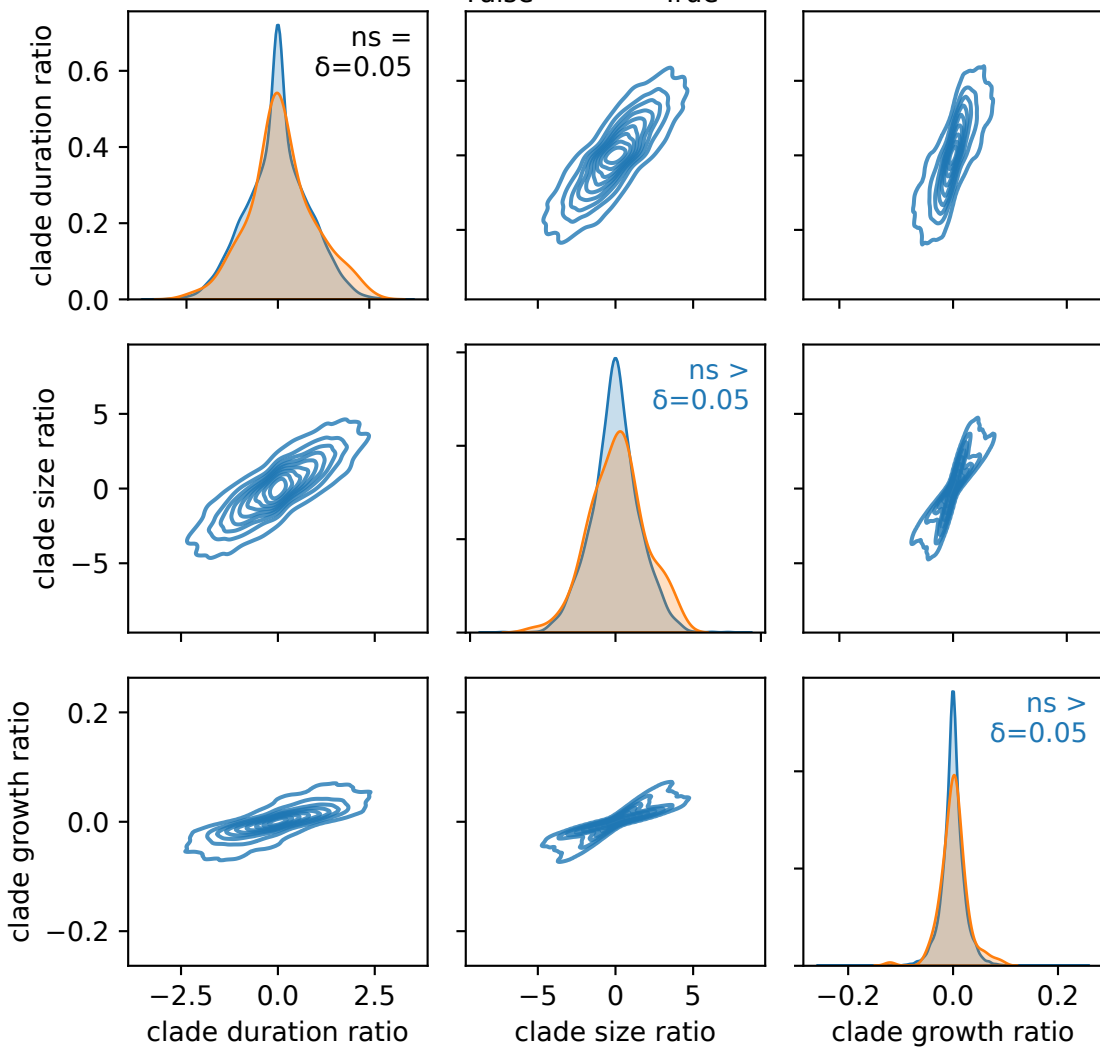 False True
clade duration ratio
0.6
0.4
0.2
0.0
ns =
δ=0.05
clade size ratio
5
0
−5
ns >
δ=0.05
clade growth ratio
0.2
0.0
−0.2
ns >
δ=0.05
−2.5 0.0 2.5
−5 0 5
−0.2 0.0 0.2
clade duration ratio
clade size ratio
clade growth ratio